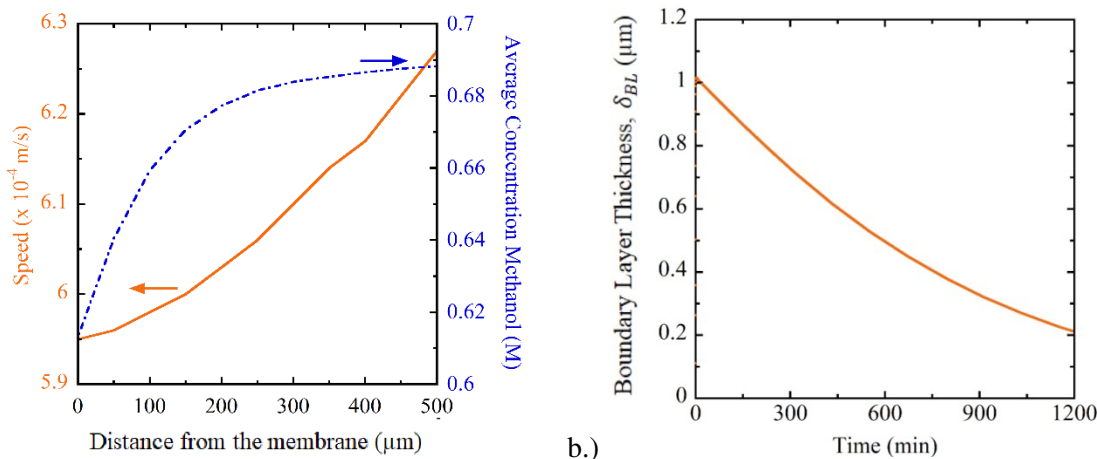 6.3
6.2
6.1
6
5.9
Speed (x 10⁻⁴ m/s)
0.7
0.68
0.66
0.64
0.62
0.6
Avcragc Conccntration Mcthanol (M)
0 100 200 300 400 500
Distance from the membrane (µm)
b.)
1.2
1
0.8
0.6
0.4
0.2
0
Boundary Layer Thickness, δBL (µm)
0 300 600 900 1200
Time (min)